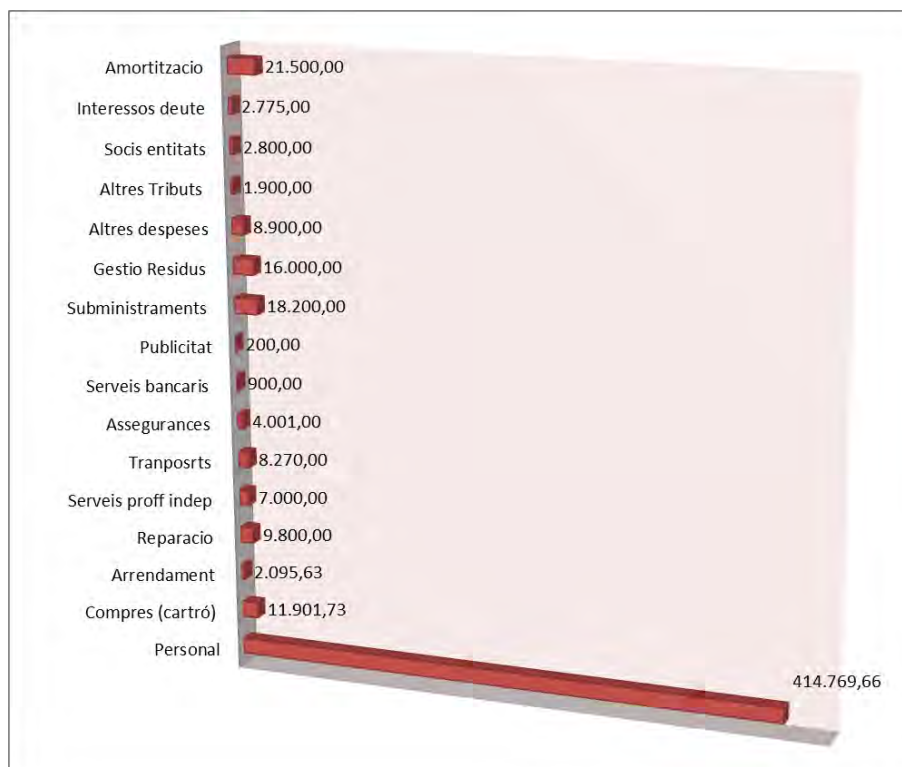 Amortitzacio 21.500,00
Interessos deute 2.775,00
Socis entitats 2.800,00
Altres Tributs 1.900,00
Altres despeses 8.900,00
Gestio Residus 16.000,00
Subministraments 18.200,00
Publicitat 200,00
Serveis bancaris 900,00
Assegurances 4.001,00
Tranposrts 8.270,00
Serveis proff indep 7.000,00
Reparacio 9.800,00
Arrendament 2.095,63
Compres (cartró) 11.901,73
Personal 414.769,66